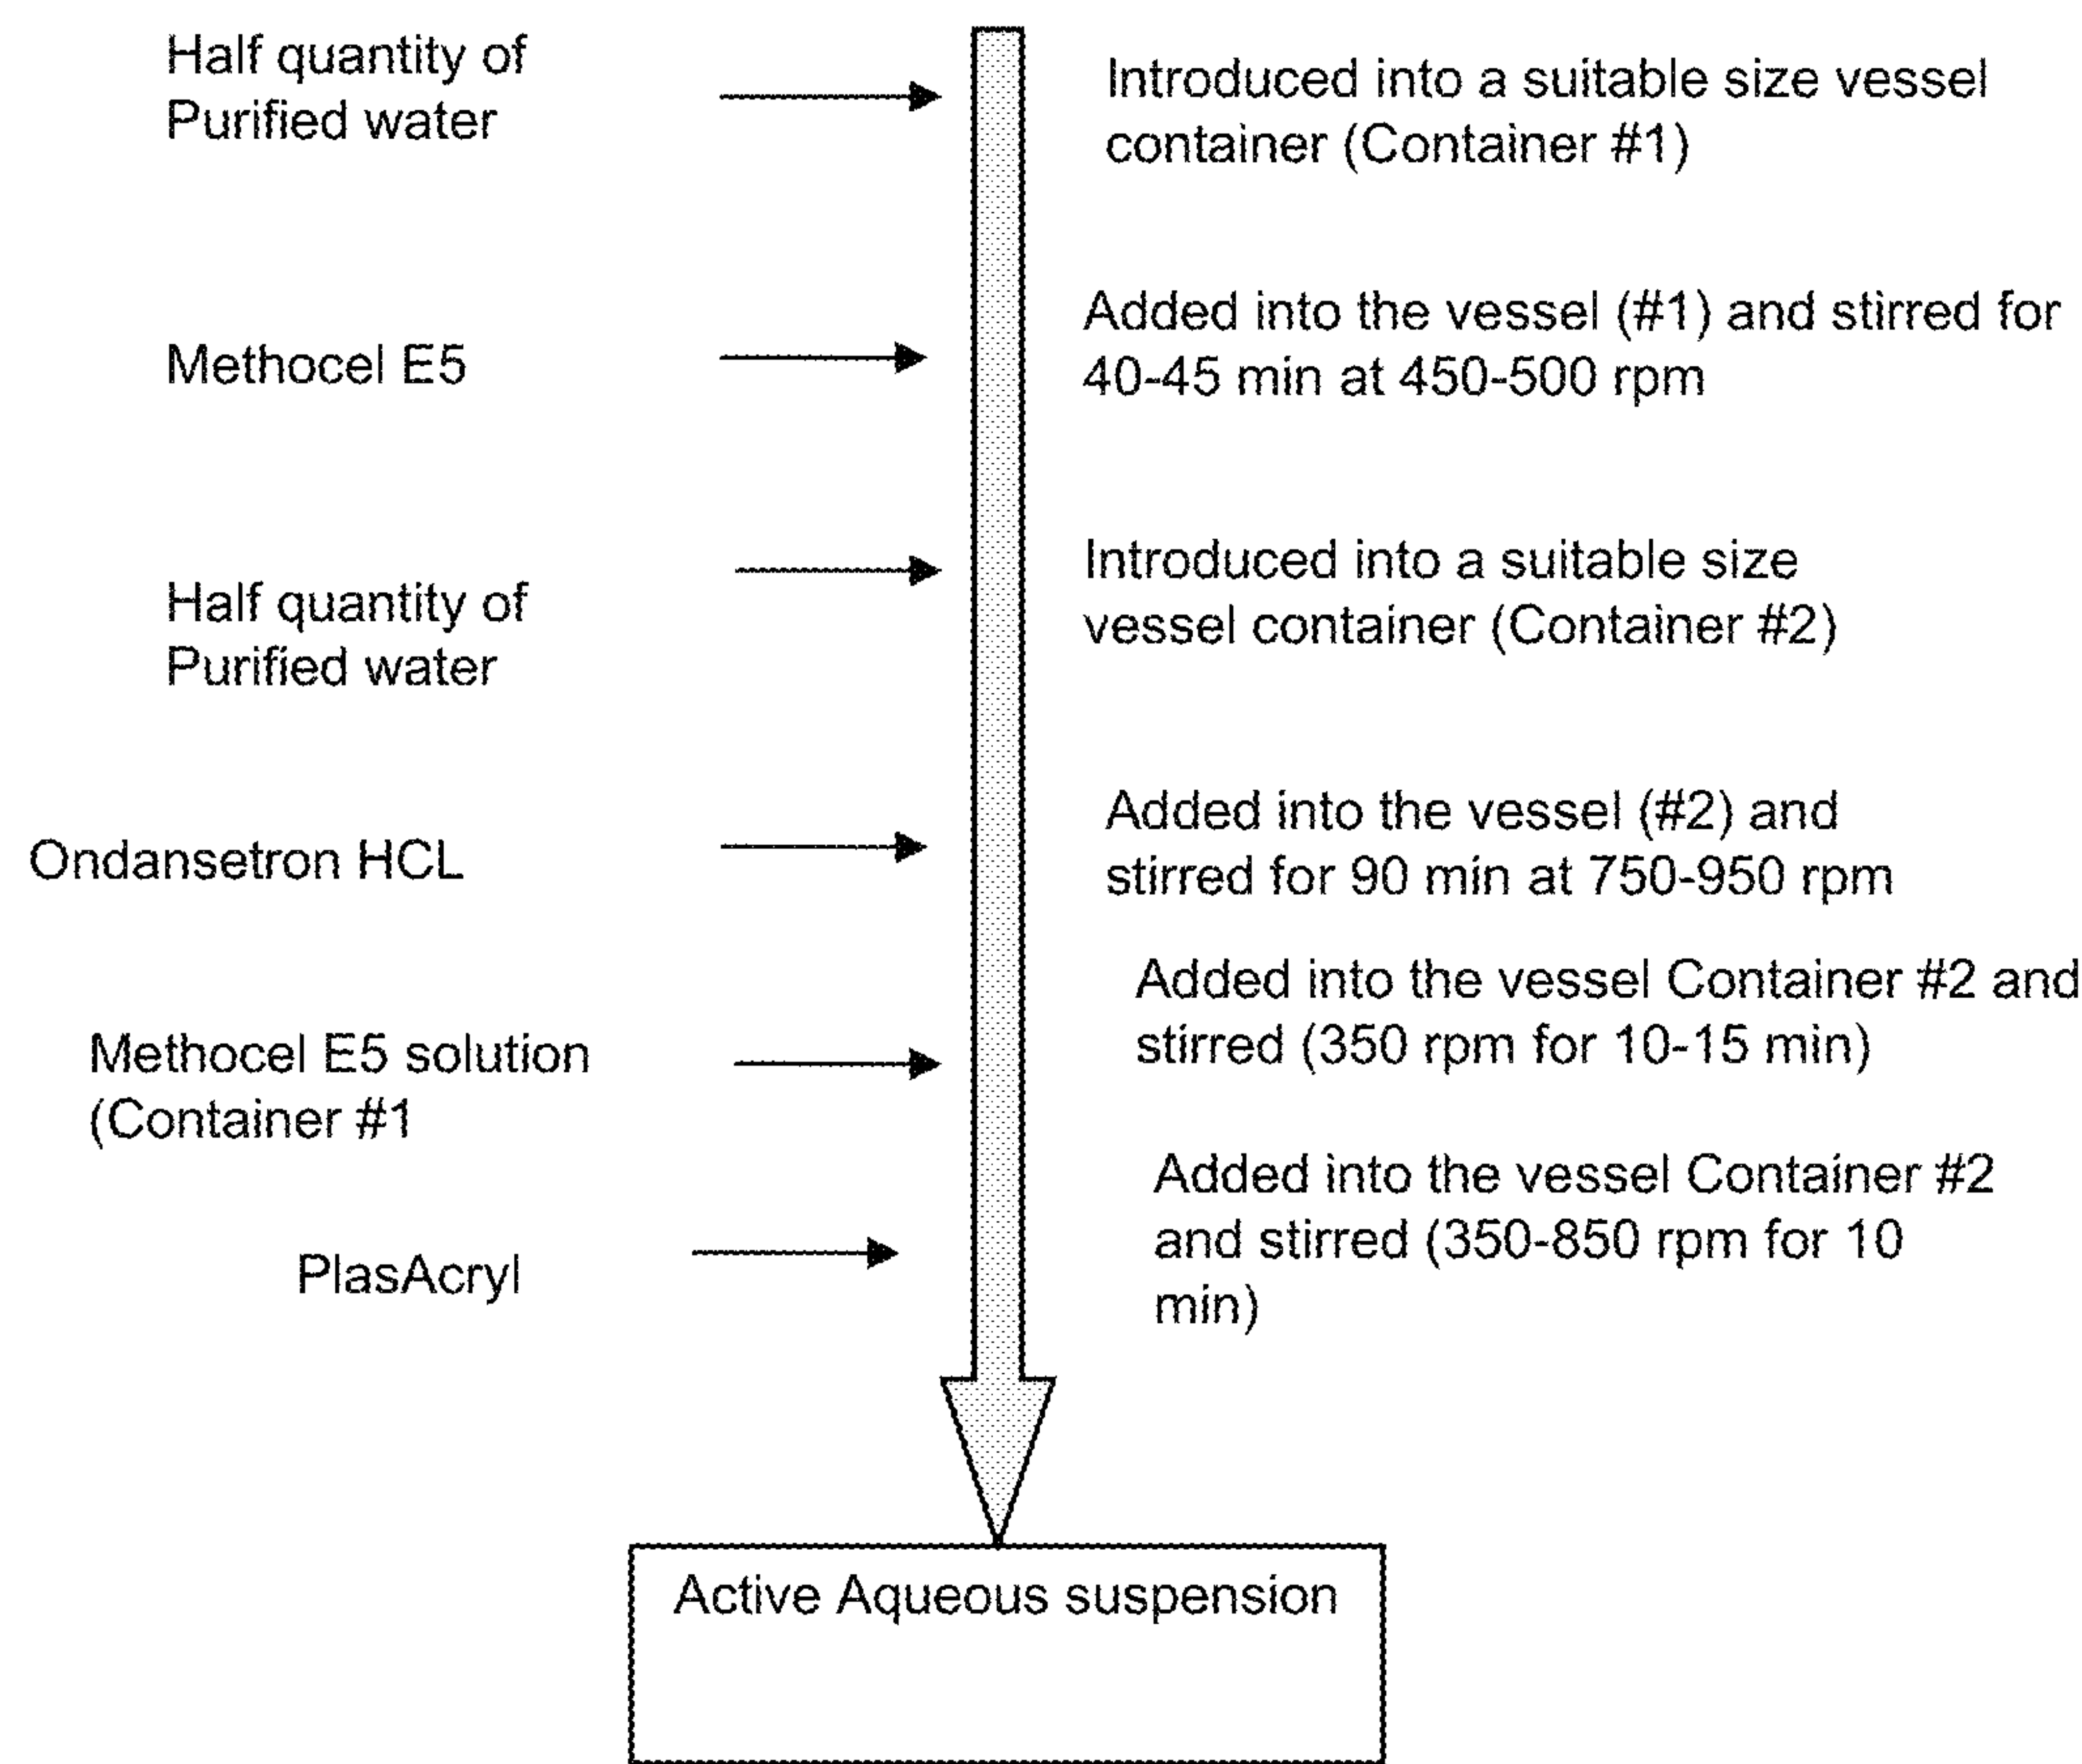 Half quantity of
Purified water
Introduced into a suitable size vessel
container (Container #1)
Methocel E5
Added into the vessel (#1) and stirred for
40-45 min at 450-500 rpm
Half quantity of
Purified water
Introduced into a suitable size
vessel container (Container #2)
Ondansetron HCL
Added into the vessel (#2) and
stirred for 90 min at 750-950 rpm
Methocel E5 solution
(Container #1
Added into the vessel Container #2 and
stirred (350 rpm for 10-15 min)
PlasAcryl
Added into the vessel Container #2
and stirred (350-850 rpm for 10
min)
Active Aqueous suspension